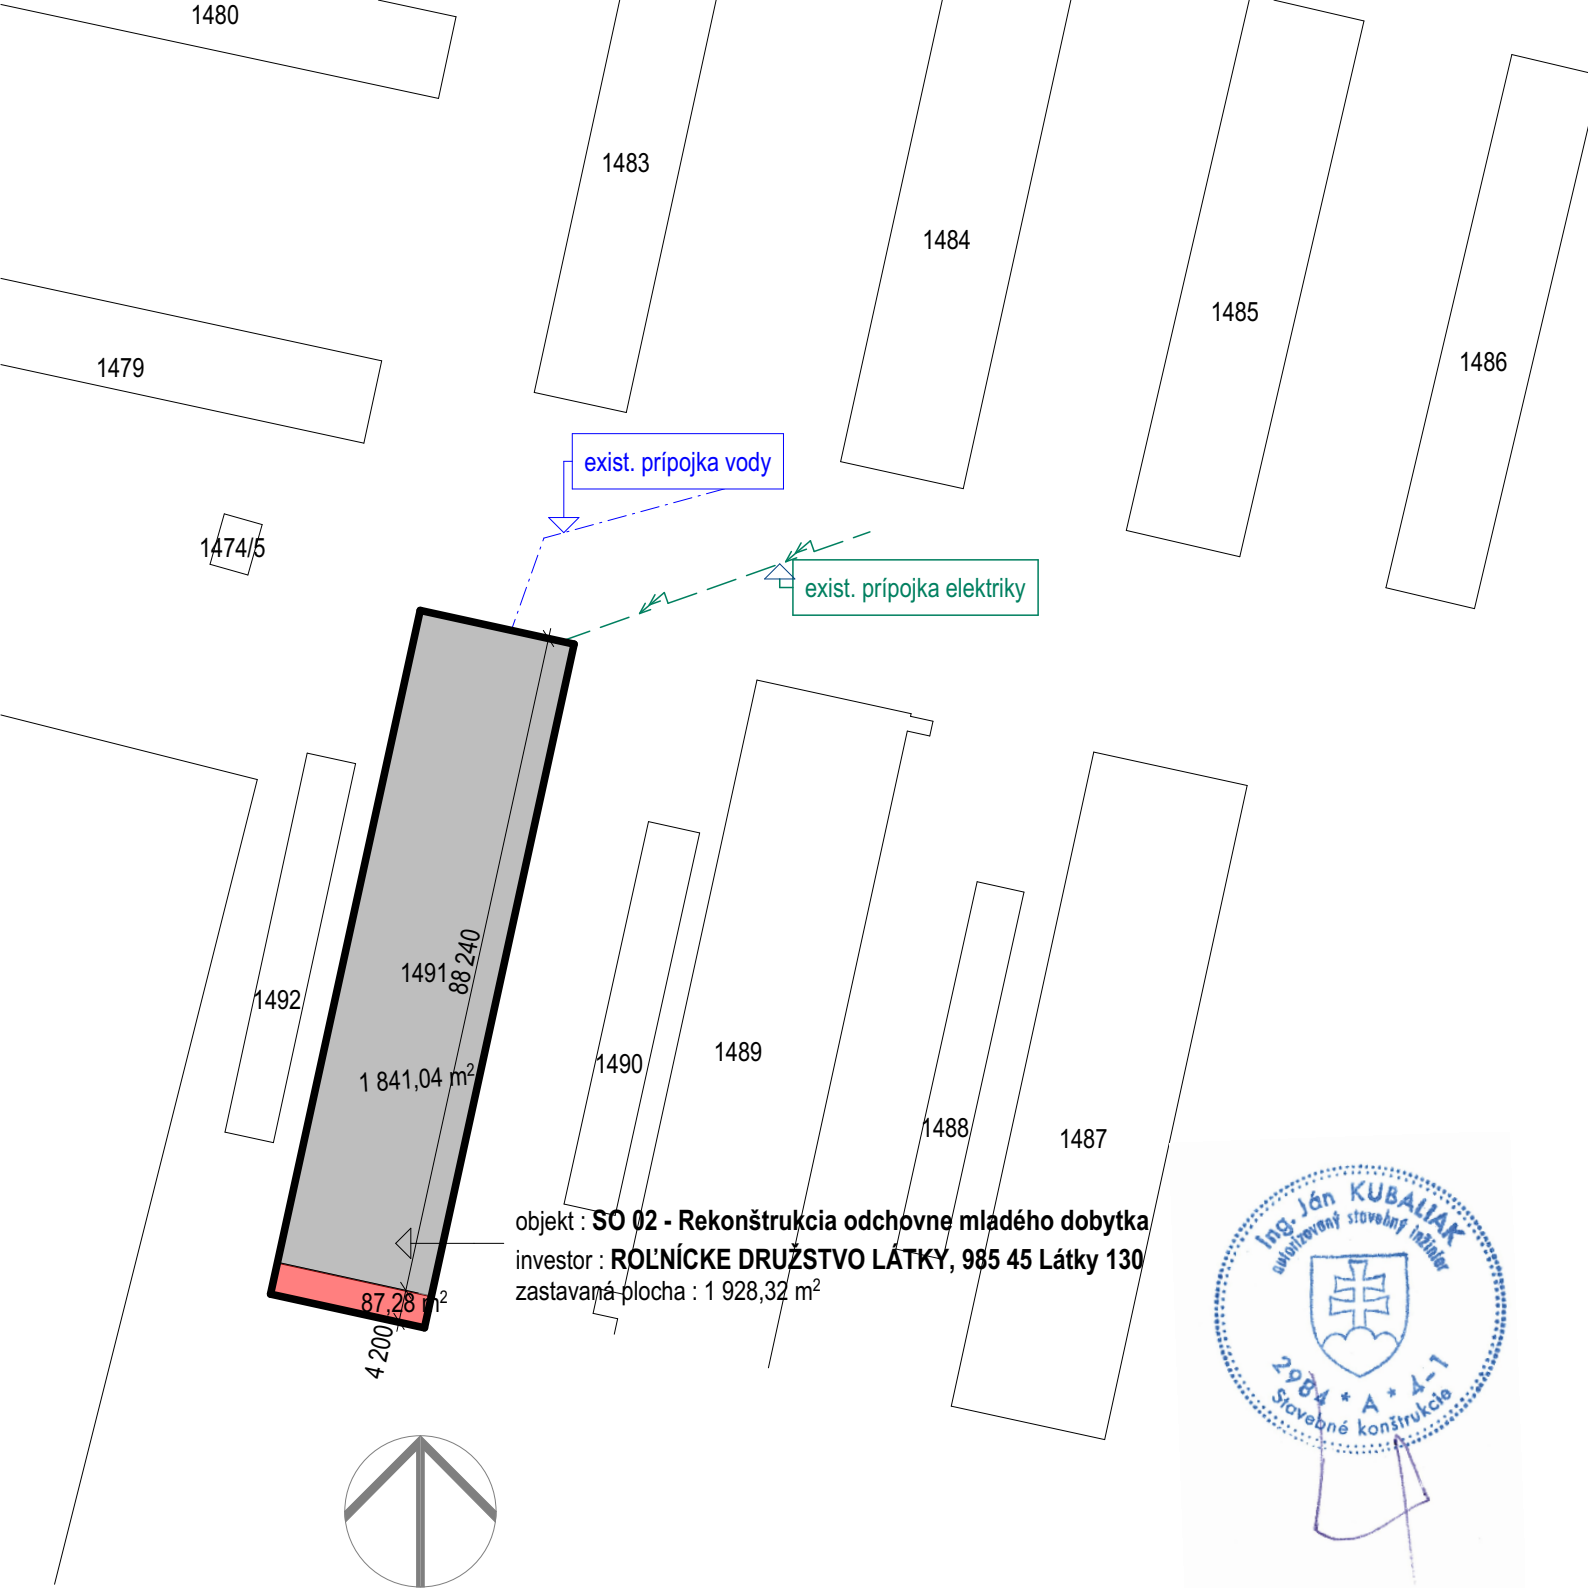 1480
1483
1484
1485
1486
1479
exist. prípojka vody
1474/5
exist. prípojka elektriky
1491
88 240
1492
1490
1489
1 841,04 m²
1488
1487
objekt : SO 02 - Rekonštrukcia odchovne mladého dobytka
investor : ROĽNÍCKE DRUŽSTVO LÁTKY, 985 45 Látky 130
zastavaná plocha : 1 928,32 m²
87,28 m²
4 200
Ing. Ján KUBALIAK
autorizovaný stavebný inžinier
2984 * A * 4-1
Stavebné konštrukcie